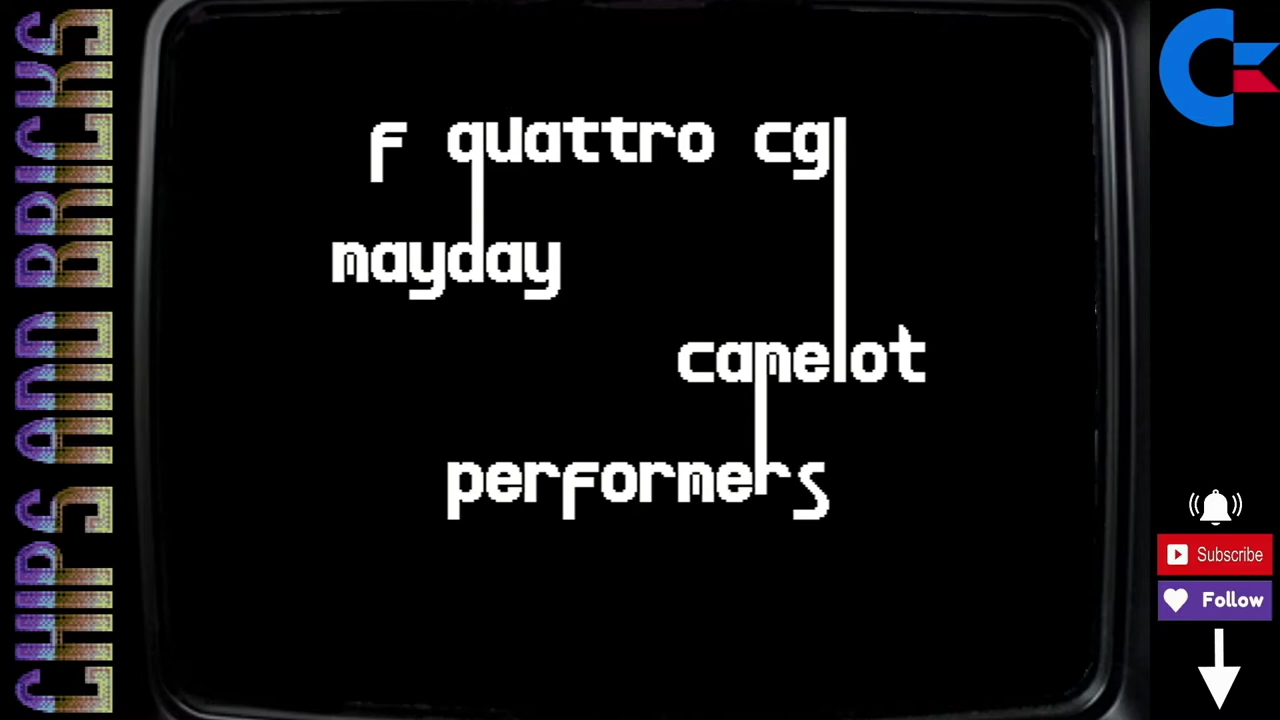 CHIPS AND BRICKS
f quattro cgl
mayday
camelot
performers
Subscribe
Follow